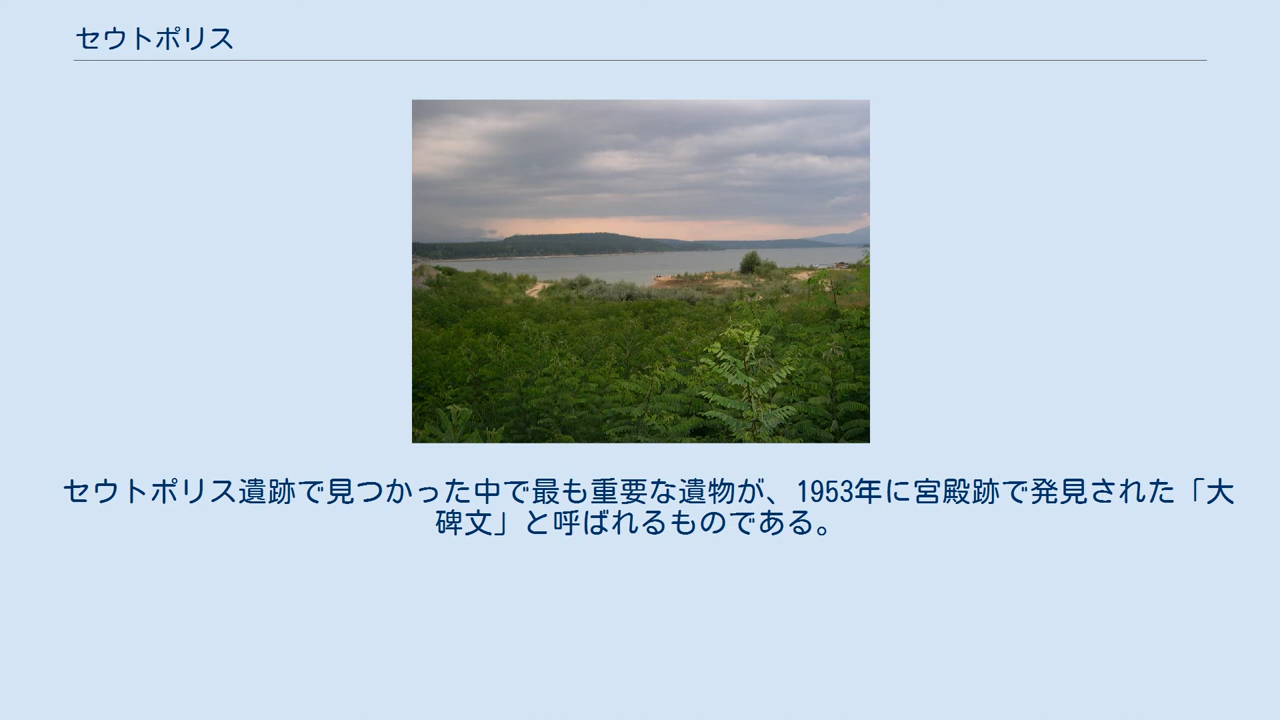 セウトポリス
セウトポリス遺跡で見つかった中で最も重要な遺物が、1953年に宮殿跡で発見された「大
碑文」と呼ばれるものである。